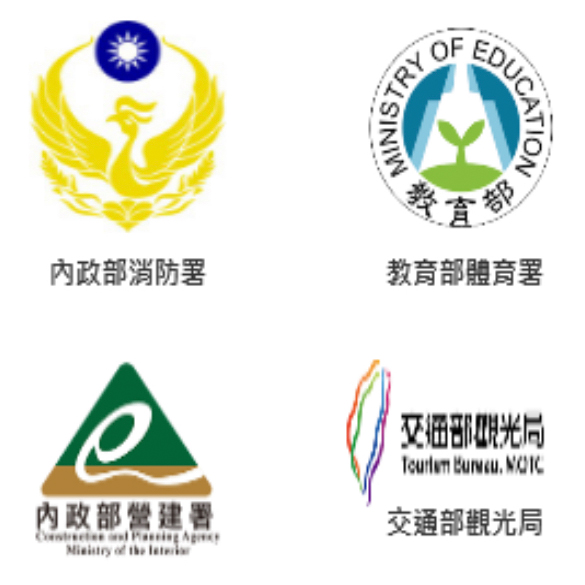 MINISTRY OF EDUCATION
教育部
內政部消防署
教育部體育署
內政部營建署
Construction and Planning Agency
Ministry of the Interior
交通部觀光局
Tourism Bureau, MOTC
交通部觀光局